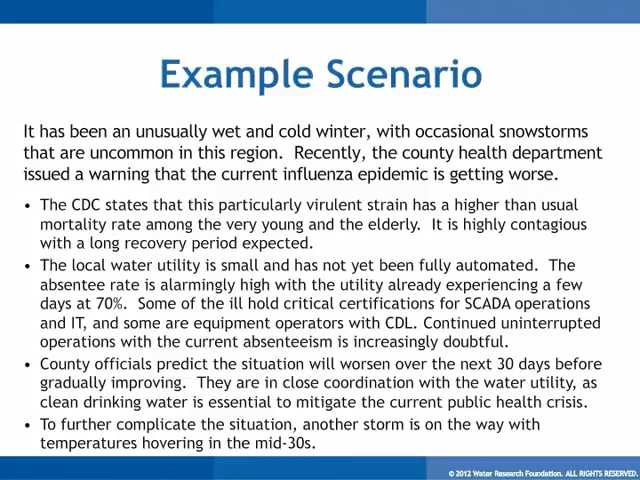 Example Scenario
It has been an unusually wet and cold winter, with occasional snowstorms
that are uncommon in this region.  Recently, the county health department
issued a warning that the current influenza epidemic is getting worse.
• The CDC states that this particularly virulent strain has a higher than usual
mortality rate among the very young and the elderly.  It is highly contagious
with a long recovery period expected.
• The local water utility is small and has not yet been fully automated.  The
absentee rate is alarmingly high with the utility already experiencing a few
days at 70%.  Some of the ill hold critical certifications for SCADA operations
and IT, and some are equipment operators with CDL. Continued uninterrupted
operations with the current absenteeism is increasingly doubtful.
• County officials predict the situation will worsen over the next 30 days before
gradually improving.  They are in close coordination with the water utility, as
clean drinking water is essential to mitigate the current public health crisis.
• To further complicate the situation, another storm is on the way with
temperatures hovering in the mid-30s.
© 2012 Water Research Foundation. ALL RIGHTS RESERVED.